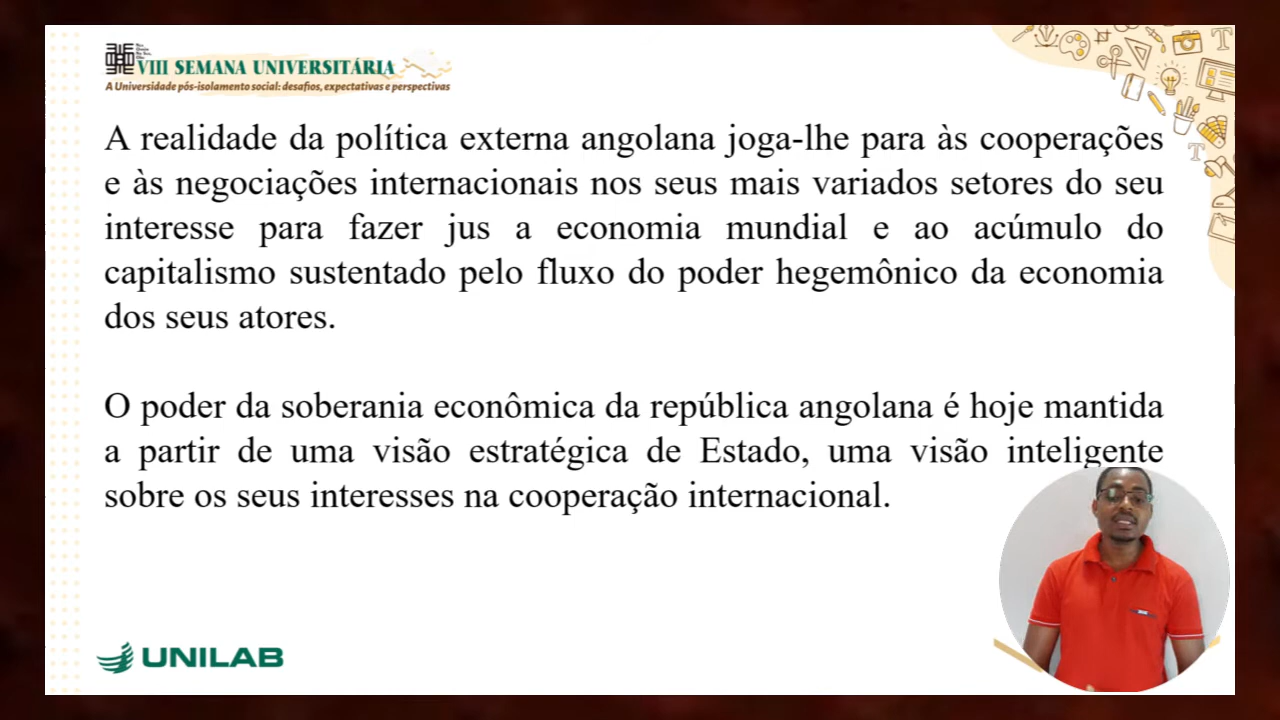 VIII SEMANA UNIVERSITÁRIA
A Universidade pós-isolamento social: desafios, expectativas e perspectivas
A realidade da política externa angolana joga-lhe para às cooperações
e às negociações internacionais nos seus mais variados setores do seu
interesse para fazer jus a economia mundial e ao acúmulo do
capitalismo sustentado pelo fluxo do poder hegemônico da economia
dos seus atores.
O poder da soberania econômica da república angolana é hoje mantida
a partir de uma visão estratégica de Estado, uma visão inteligente
sobre os seus interesses na cooperação internacional.
UNILAB